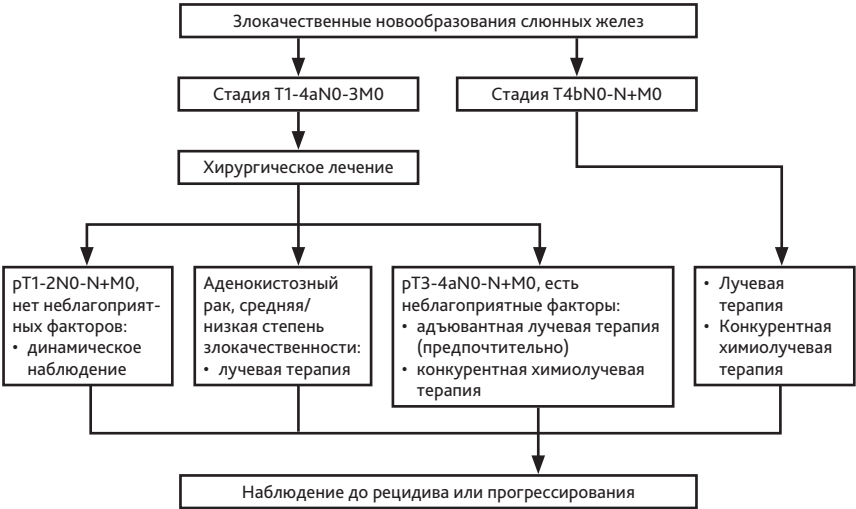 Злокачественные новообразования слюнных желез
Стадия T1-4aN0-3M0
Стадия T4bN0-N+M0
Хирургическое лечение
pT1-2N0-N+M0,
нет неблагоприят-
ных факторов:
• динамическое
наблюдение
Аденокистозный
рак, средняя/
низкая степень
злокачественности:
• лучевая терапия
pT3-4aN0-N+M0, есть
неблагоприятные факторы:
• адъювантная лучевая терапия
(предпочтительно)
• конкурентная химиолучевая
терапия
• Лучевая
терапия
• Конкурентная
химиолучевая
терапия
Наблюдение до рецидива или прогрессирования